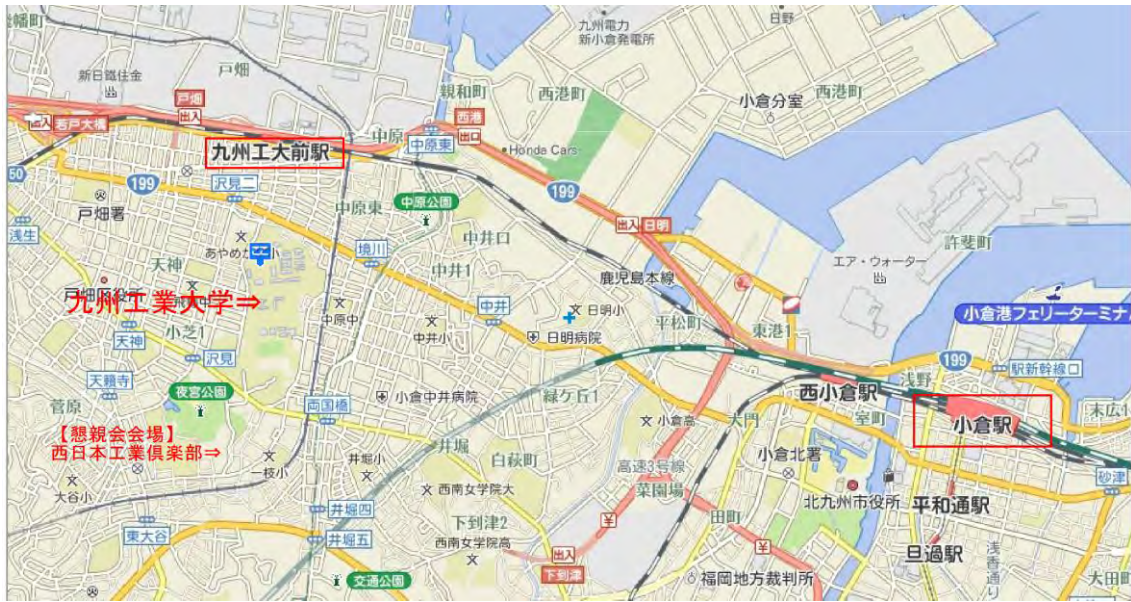 九州電力
新小倉発電所
日野
戸畑
新日鐵住金
親和町
西港町
小倉分室
西港町
戸畑
出入
出入
若戸大橋
西港
出口
中原
中原東
Honda Cars
九州工大前駅
199
沢見二
戸畑署
中原東
中原公園
199
50
浅生
出入
日明
許斐町
中井口
境川
天神
中井1
鹿児島本線
エア・ウォーター
九州工業大学⇒
小芝1
中原中
中井
日明小
平松町
東港1
小倉港フェリーターミナル
天神
沢見
中井小
日明病院
199
駅新幹線口
天籟寺
夜宮公園
西小倉駅
浅野
菅原
両国橋
小倉中井病院
緑ケ丘1
小倉高
大門
室町
小倉駅
末広1
【懇親会会場】
西日本工業倶楽部⇒
井堀
井堀小
白萩町
高速3号線
小倉北署
砂津
大谷小
一枝小
西南女学院大
菜園場
北九州市役所
平和通駅
井堀四
田町
東大谷
井堀五
下到津2
西南女学院高
出入
下到津
旦過駅
浅香通り
交通公園
福岡地方裁判所
大田町